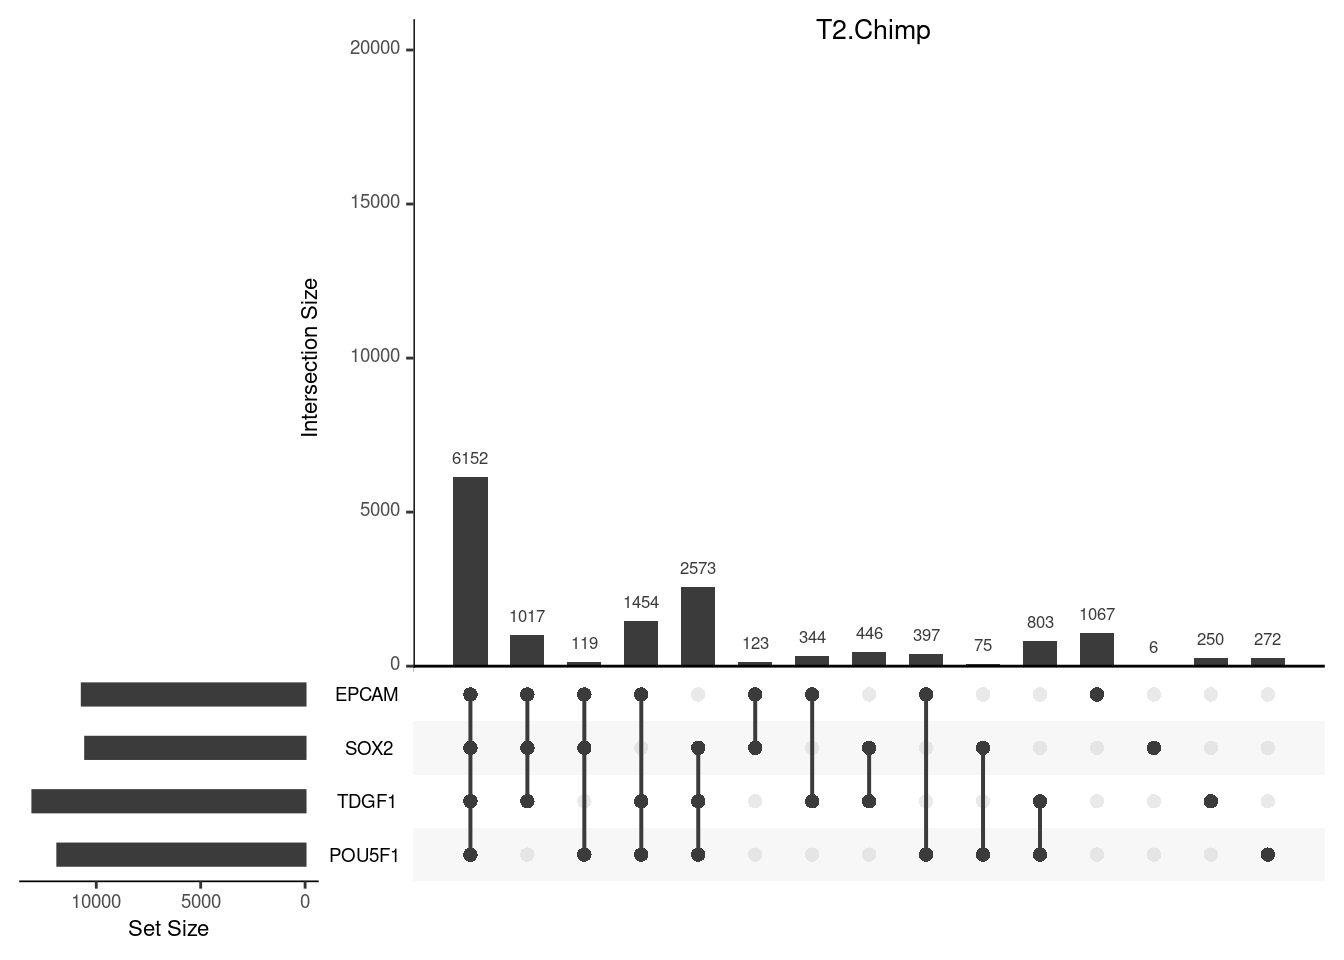 T2.Chimp
20000
15000
10000
5000
0
Intersection Size
6152
1017
119
1454
2573
123
344
446
397
75
803
1067
6
250
272
EPCAM
SOX2
TDGF1
POU5F1
10000 5000 0
Set Size